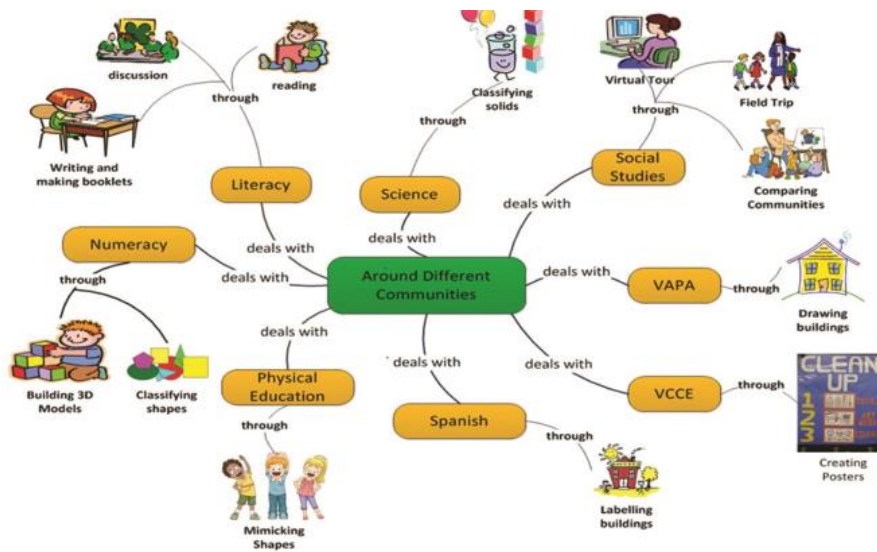 discussion
reading
through
Writing and
making booklets
Literacy
deals with
Classifying
solids
through
Science
deals with
Virtual Tour
Field Trip
through
Comparing
Communities
Social
Studies
deals with
Numeracy
deals with
through
Building 3D
Models
Classifying
shapes
Around Different
Communities
deals with
VAPA
through
Drawing
buildings
deals with
Physical
Education
through
Mimicking
Shapes
deals with
Spanish
through
Labelling
buildings
deals with
VCCE
through
CLEAN
UP
1
2
3
Creating
Posters